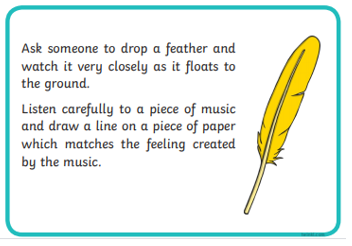 Ask someone to drop a feather and
watch it very closely as it floats to
the ground.
Listen carefully to a piece of music
and draw a line on a piece of paper
which matches the feeling created
by the music.